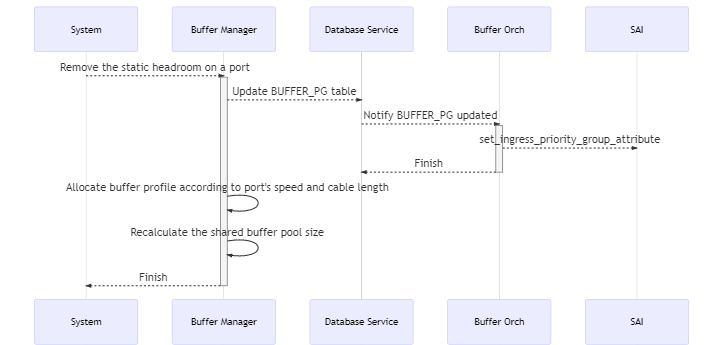 System
Buffer Manager
Database Service
Buffer Orch
SAI
Remove the static headroom on a port
Update BUFFER_PG table
Notify BUFFER_PG updated
set_ingress_priority_group_attribute
Finish
Allocate buffer profile according to port's speed and cable length
Recalculate the shared buffer pool size
Finish
System
Buffer Manager
Database Service
Buffer Orch
SAI